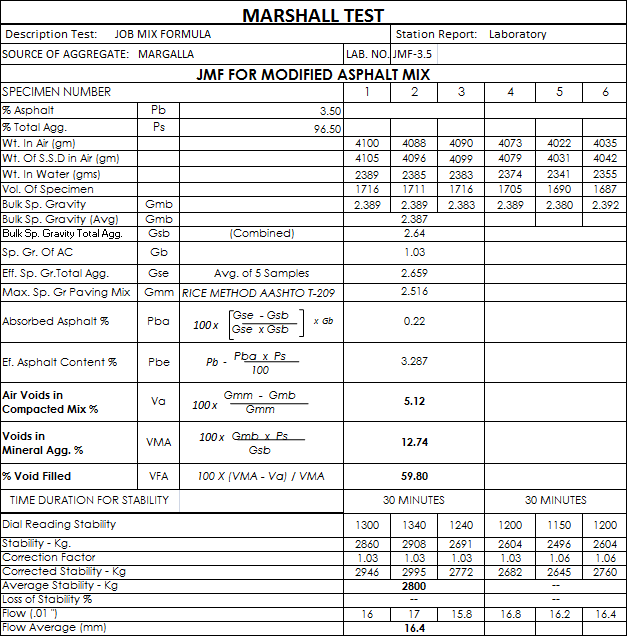 MARSHALL TEST
Description Test: JOB MIX FORMULA Station Report: Laboratory
SOURCE OF AGGREGATE: MARGALLA LAB. NO. JMF-3.5
JMF FOR MODIFIED ASPHALT MIX
SPECIMEN NUMBER 1 2 3 4 5 6
% Asphalt Pb 3.50
% Total Agg. Ps 96.50
Wt. In Air (gm) 4100 4088 4090 4073 4022 4035
Wt. Of S.S.D in Air (gm) 4105 4096 4099 4079 4031 4042
Wt. In Water (gms) 2389 2385 2383 2374 2341 2355
Vol. Of Specimen 1716 1711 1716 1705 1690 1687
Bulk Sp. Gravity Gmb 2.389 2.389 2.383 2.389 2.380 2.392
Bulk Sp. Gravity (Avg) Gmb 2.387
Bulk Sp. Gravity Total Agg. Gsb (Combined) 2.64
Sp. Gr. Of AC Gb 1.03
Eff. Sp. Gr.Total Agg. Gse Avg. of 5 Samples 2.659
Max. Sp. Gr Paving Mix Gmm RICE METHOD AASHTO T-209 2.516
Absorbed Asphalt % Pba 100 x [Gse - Gsb / Gse x Gsb] x Gb 0.22
Ef. Asphalt Content % Pbe Pb - Pba x Ps / 100 3.287
Air Voids in
Compacted Mix % Va 100 x Gmm - Gmb / Gmm 5.12
Voids in
Mineral Agg. % VMA 100 x Gmb x Ps / Gsb 12.74
% Void Filled VFA 100 X (VMA - Va) / VMA 59.80
TIME DURATION FOR STABILITY 30 MINUTES 30 MINUTES
Dial Reading Stability 1300 1340 1240 1200 1150 1200
Stability - Kg. 2860 2908 2691 2604 2496 2604
Correction Factor 1.03 1.03 1.03 1.03 1.06 1.06
Corrected Stability - Kg 2946 2995 2772 2682 2645 2760
Average Stability - Kg 2800 --
Loss of Stability % -- --
Flow (.01 ") 16 17 15.8 16.8 16.2 16.4
Flow Average (mm) 16.4